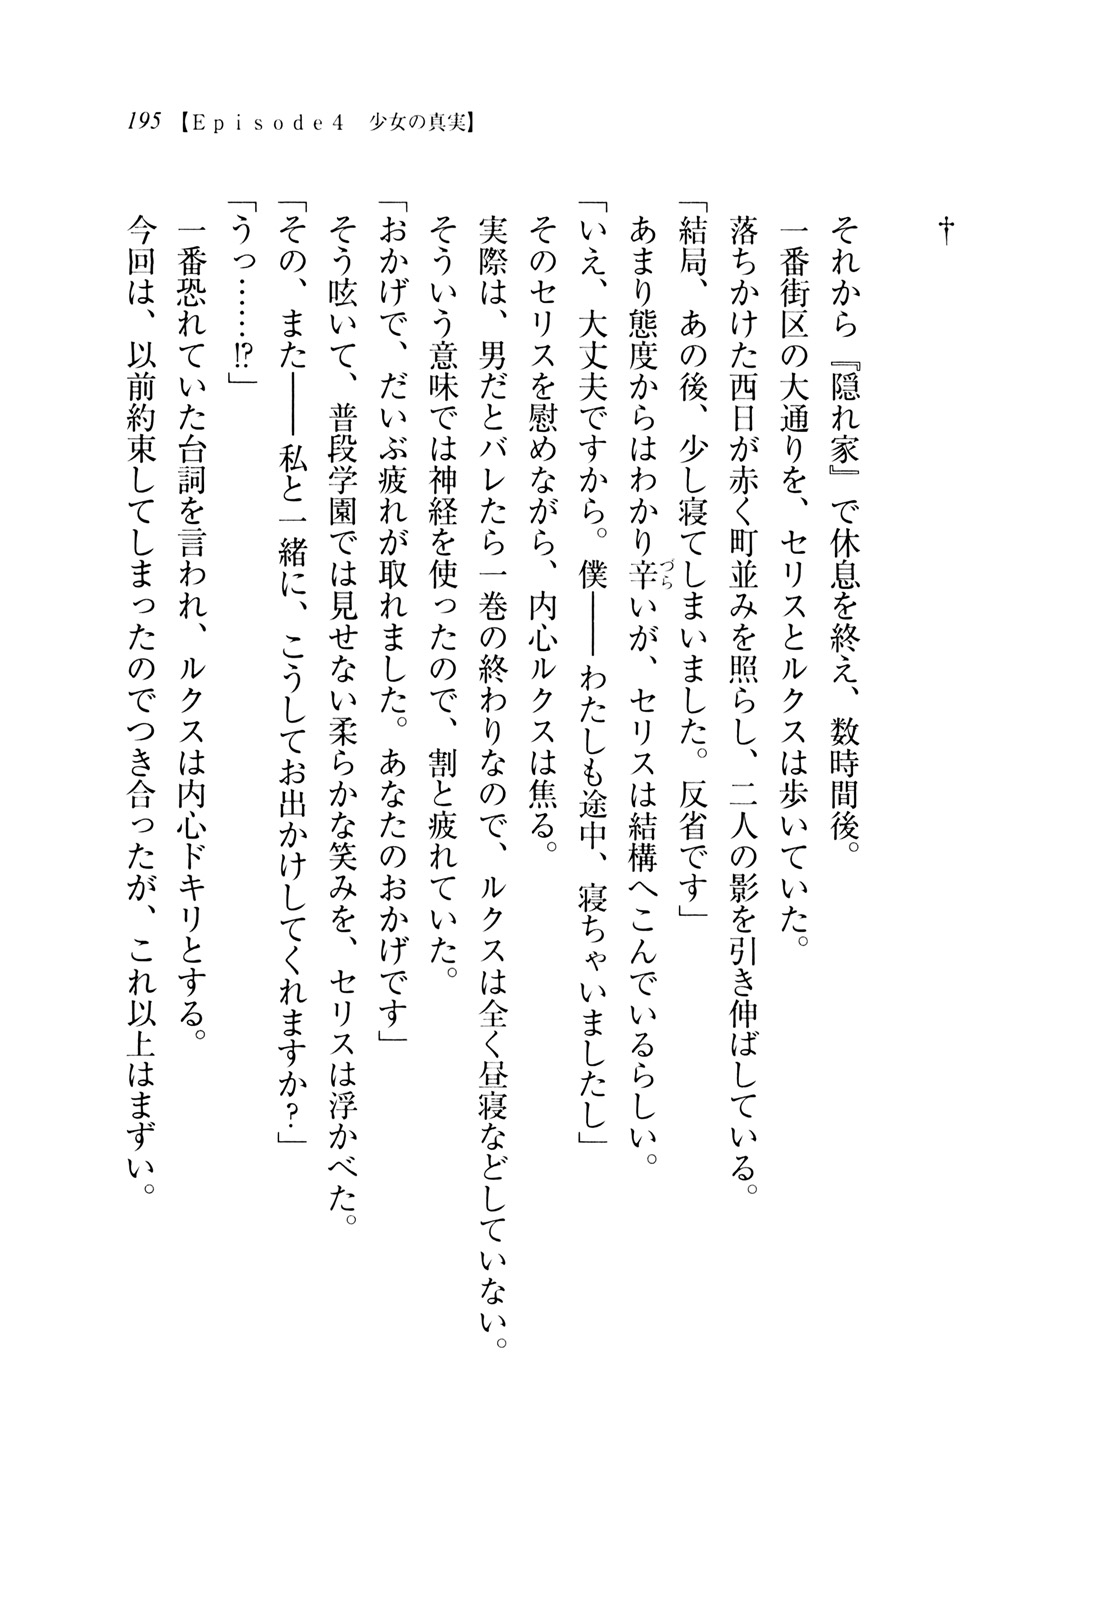 195 【Episode4　少女の真実】
†
それから『隠れ家』で休息を終え、数時間後。
一番街区の大通りを、セリスとルクスは歩いていた。
落ちかけた西日が赤く町並みを照らし、二人の影を引き伸ばしている。
「結局、あの後、少し寝てしまいました。反省です」
あまり態度からはわかり辛いが、セリスは結構へこんでいるらしい。
づら
「いえ、大丈夫ですから。僕――わたしも途中、寝ちゃいましたし」
そのセリスを慰めながら、内心ルクスは焦る。
実際は、男だとバレたら一巻の終わりなので、ルクスは全く昼寝などしていない。
そういう意味では神経を使ったので、割と疲れていた。
「おかげで、だいぶ疲れが取れました。あなたのおかげです」
そう呟いて、普段学園では見せない柔らかな笑みを、セリスは浮かべた。
「その、また――私と一緒に、こうしてお出かけしてくれますか?」
「うっ……!?」
一番恐れていた台詞を言われ、ルクスは内心ドキリとする。
今回は、以前約束してしまったのでつき合ったが、これ以上はまずい。